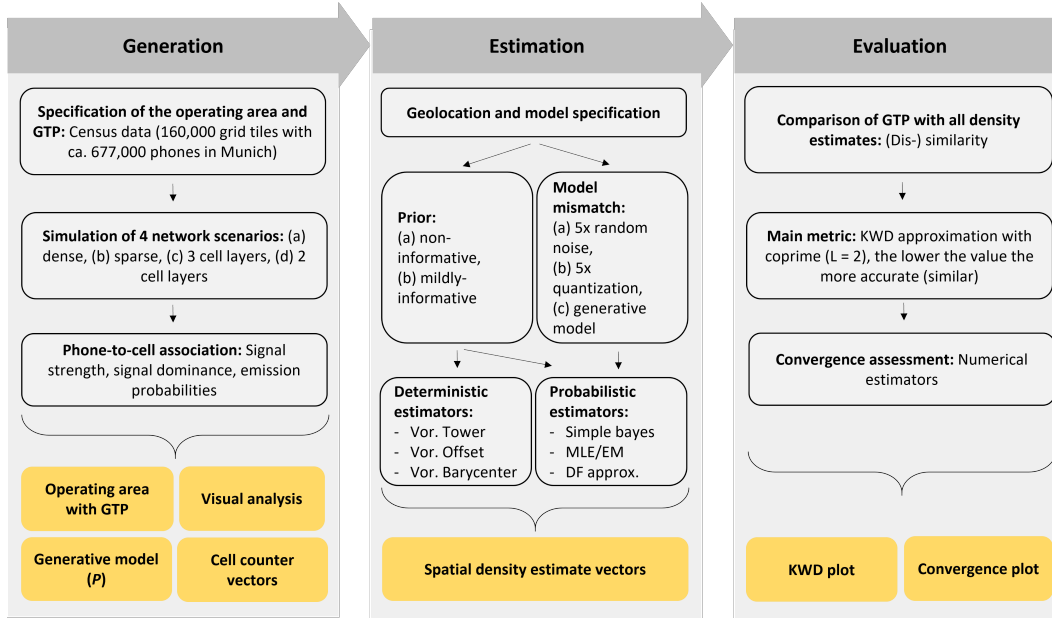 Generation
Specification of the operating area and
GTP: Census data (160,000 grid tiles with
ca. 677,000 phones in Munich)
Simulation of 4 network scenarios: (a)
dense, (b) sparse, (c) 3 cell layers, (d) 2
cell layers
Phone-to-cell association: Signal
strength, signal dominance, emission
probabilities
Operating area
with GTP
Visual analysis
Generative model
(P)
Cell counter
vectors
Estimation
Geolocation and model specification
Prior:
(a) non-
informative,
(b) mildly-
informative
Model
mismatch:
(a) 5x random
noise,
(b) 5x
quantization,
(c) generative
model
Deterministic
estimators:
- Vor. Tower
- Vor. Offset
- Vor. Barycenter
Probabilistic
estimators:
- Simple bayes
- MLE/EM
- DF approx.
Spatial density estimate vectors
Evaluation
Comparison of GTP with all density
estimates: (Dis-) similarity
Main metric: KWD approximation with
coprime (L = 2), the lower the value the
more accurate (similar)
Convergence assessment: Numerical
estimators
KWD plot
Convergence plot